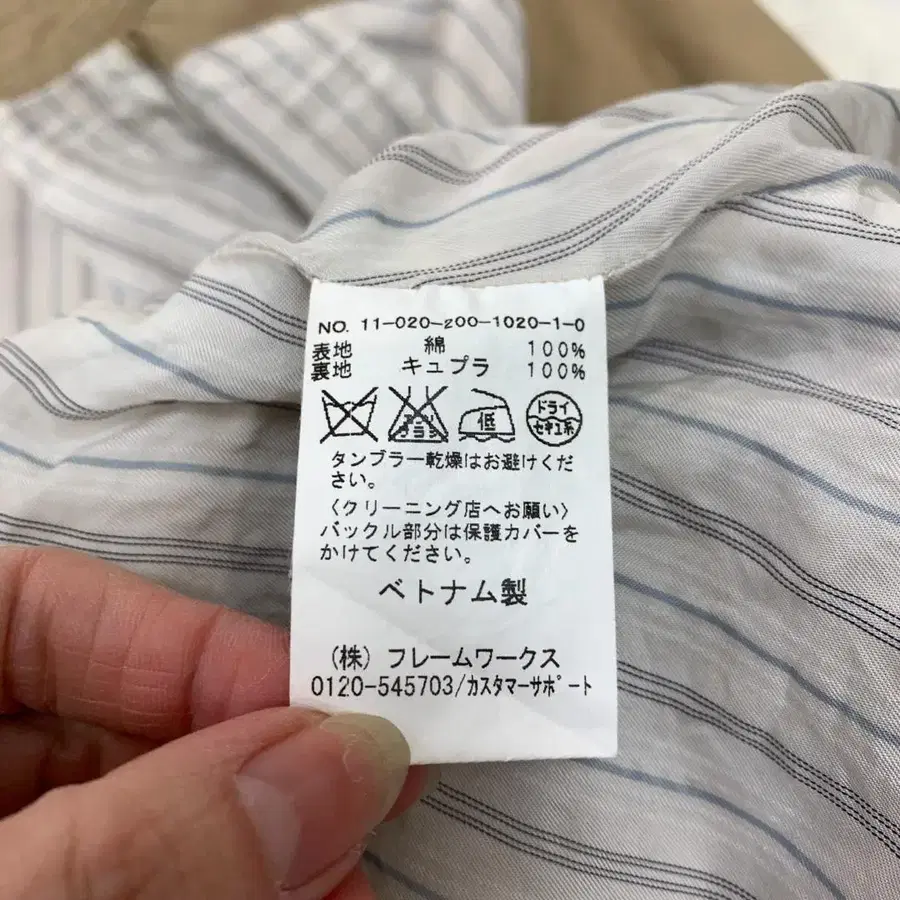 NO. 11-020-200-1020-1-0
表地 綿 100%
裏地 キュプラ 100%
低
ドライ
セキユ系
タンブラー乾燥はお避けくだ
さい。
〈クリーニング店へお願い〉
バックル部分は保護カバーを
かけてください。
ベトナム製
(株) フレームワークス
0120-545703/カスタマーサポート